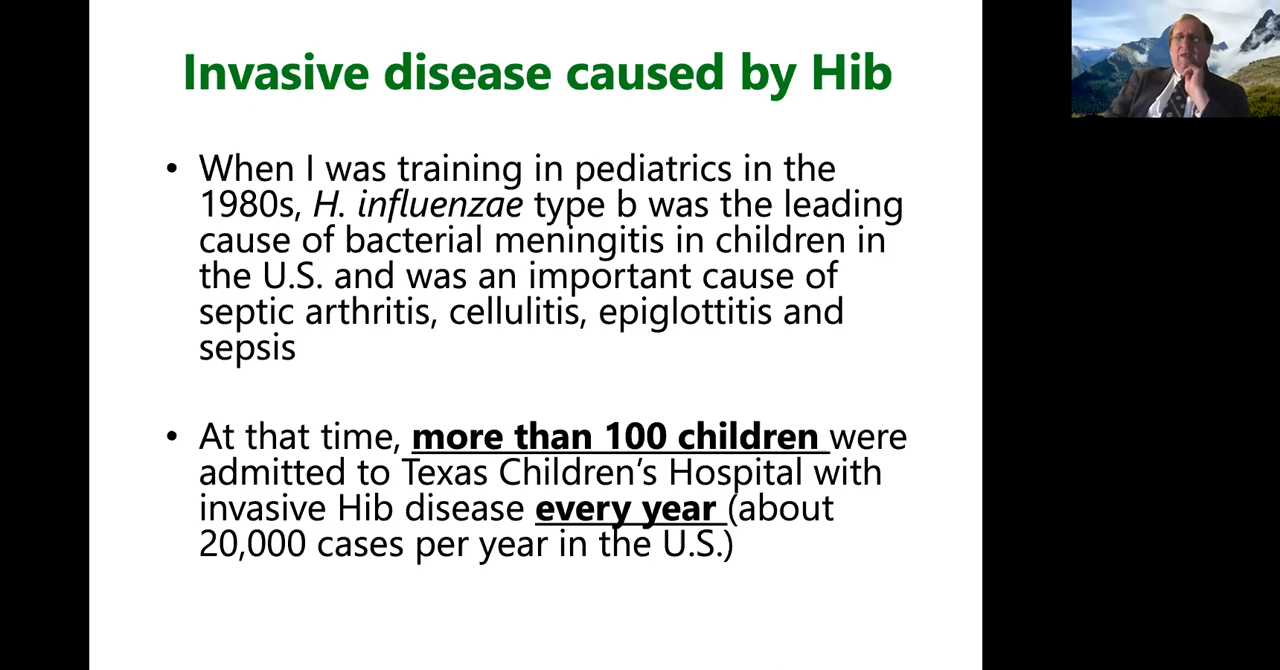 Invasive disease caused by Hib
• When I was training in pediatrics in the
1980s, H. influenzae type b was the leading
cause of bacterial meningitis in children in
the U.S. and was an important cause of
septic arthritis, cellulitis, epiglottitis and
sepsis
• At that time, more than 100 children were
admitted to Texas Children’s Hospital with
invasive Hib disease every year (about
20,000 cases per year in the U.S.)